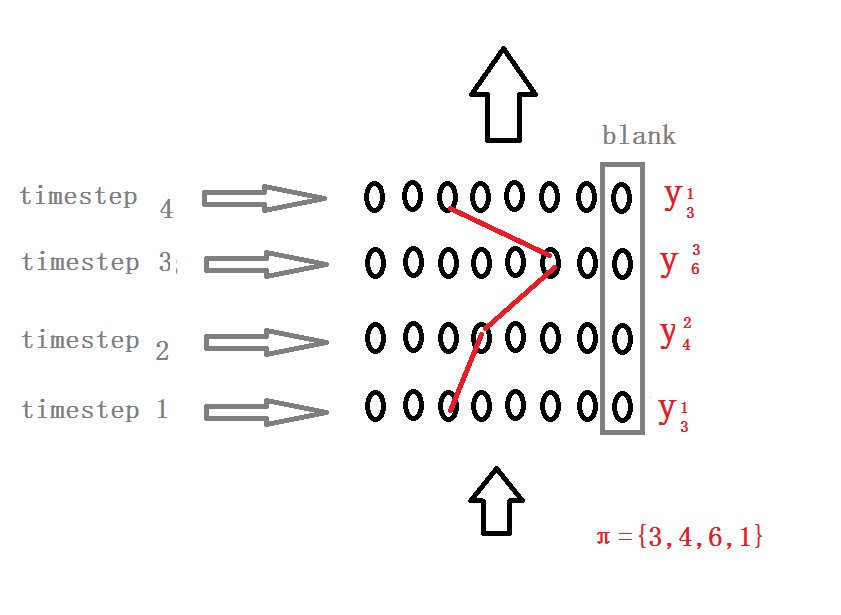 blank
timestep 4 y¹₃
timestep 3; y³₆
timestep 2 y²₄
timestep 1 y¹₃
π={3,4,6,1}